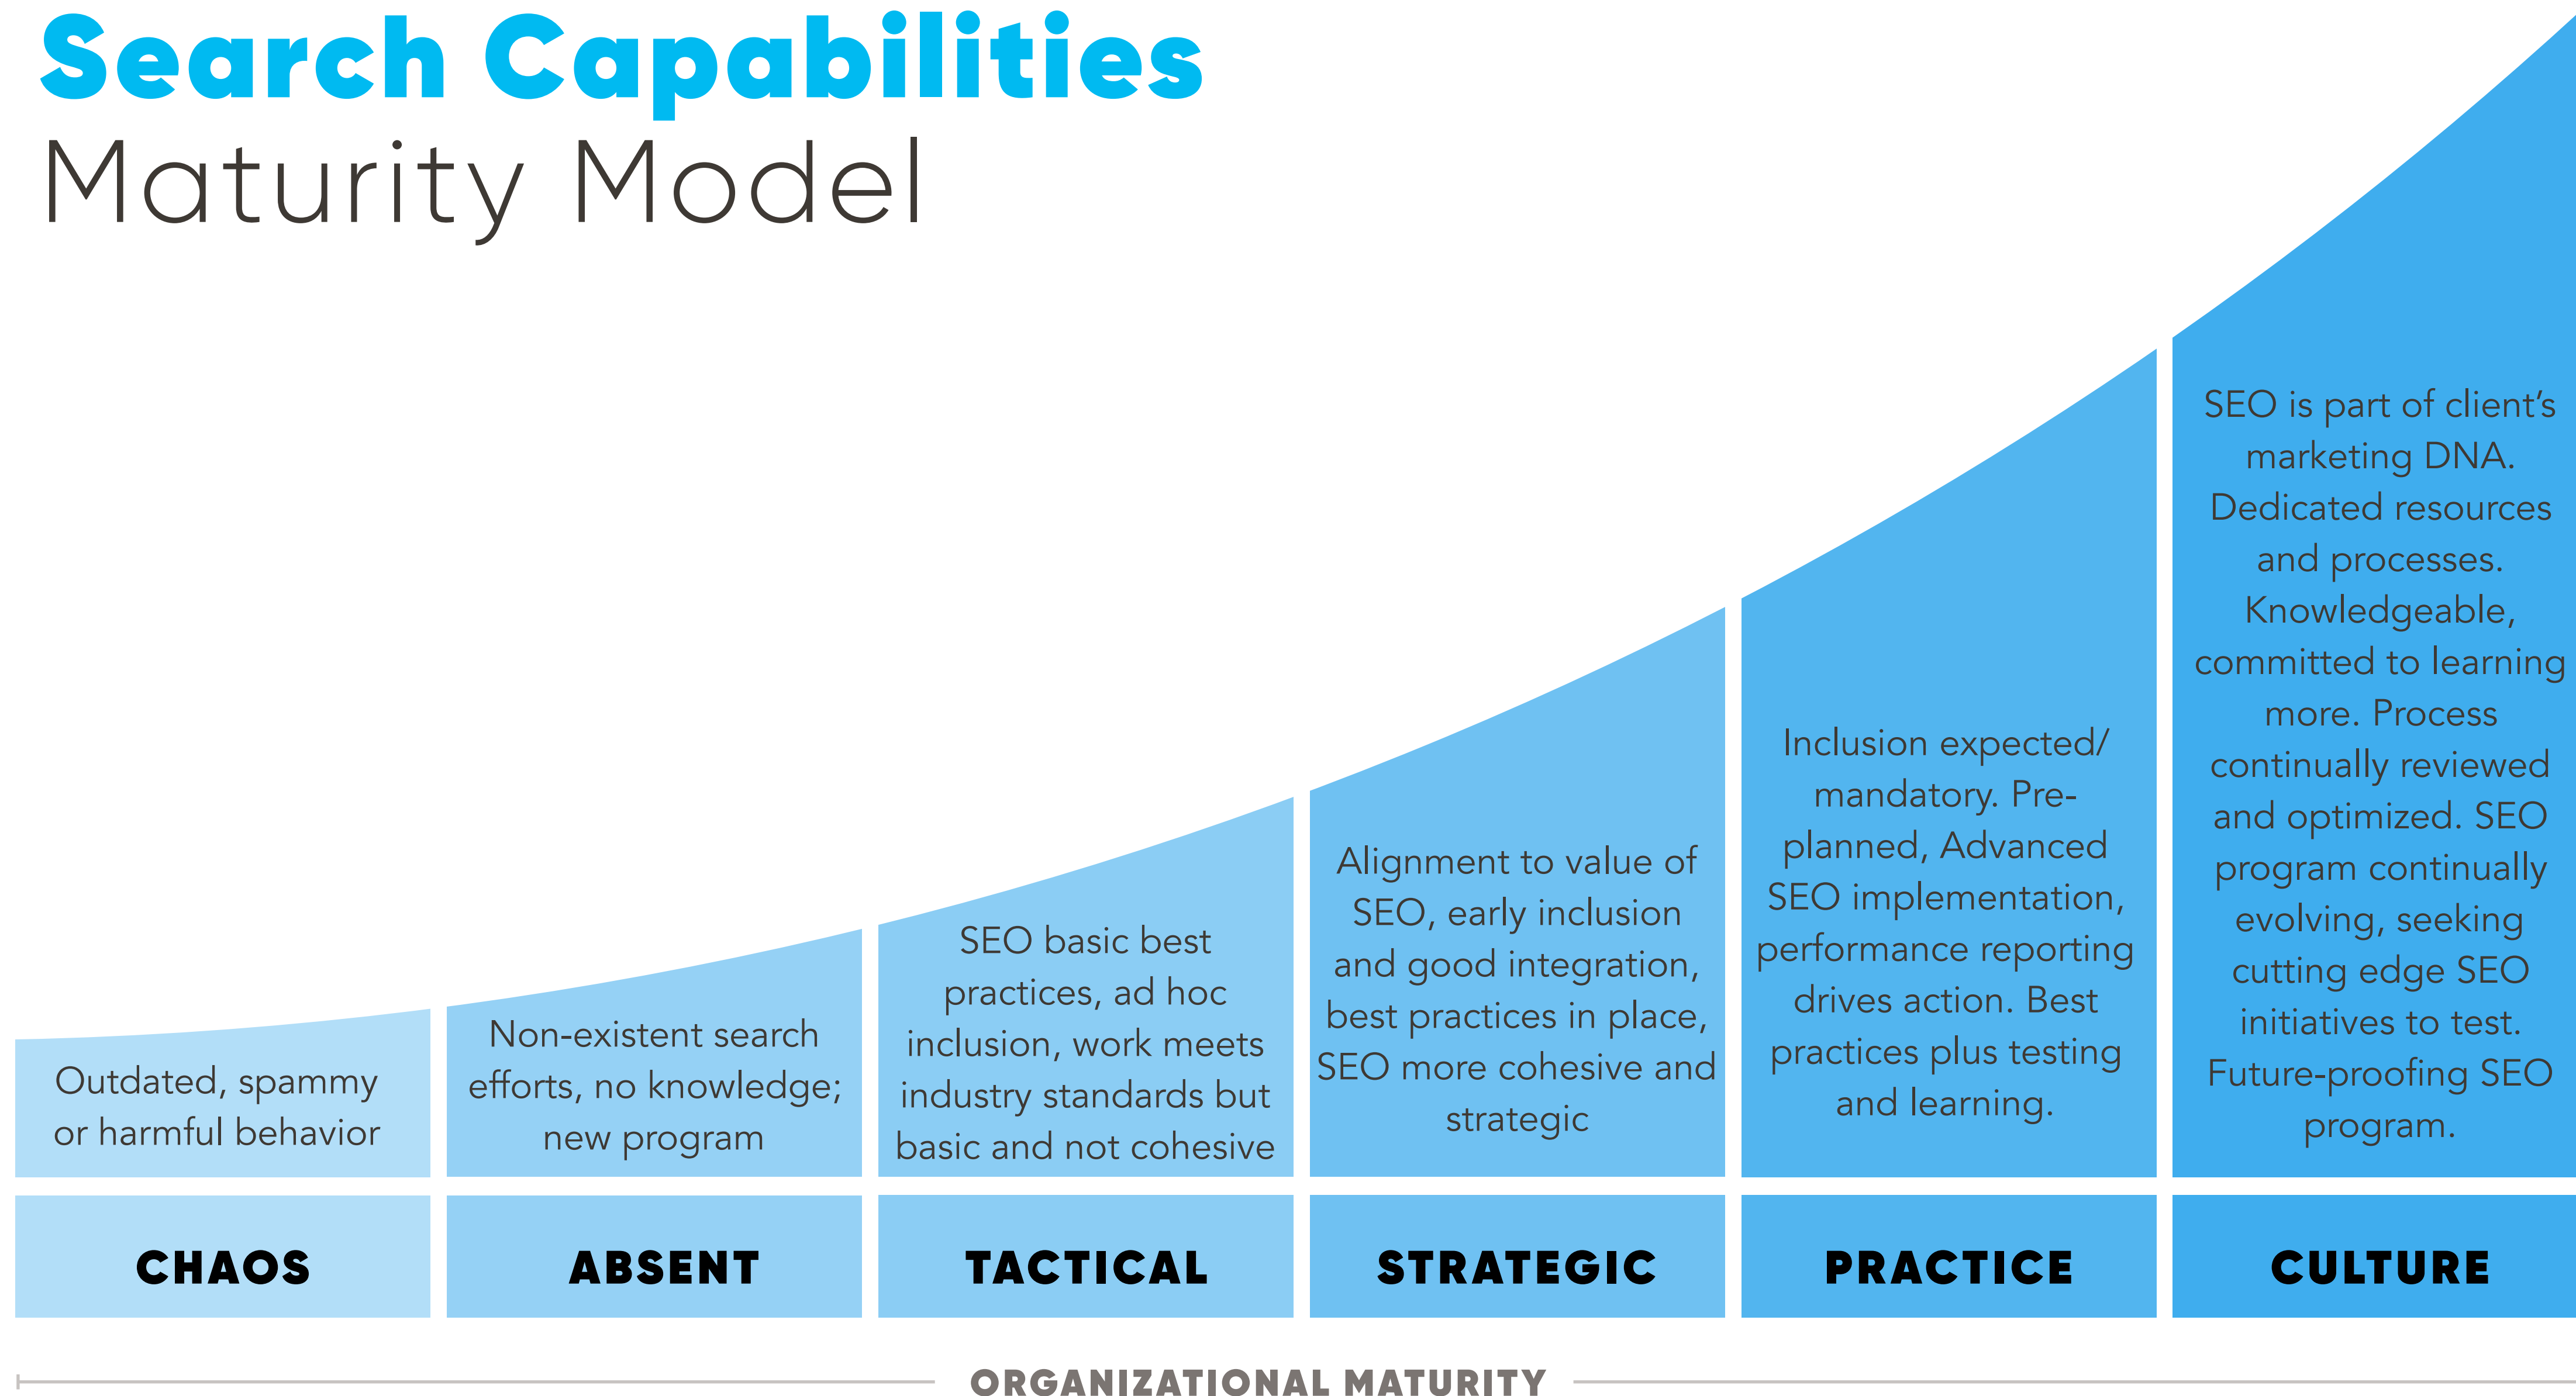 Search Capabilities
Maturity Model
Outdated, spammy
or harmful behavior
Non-existent search
efforts, no knowledge;
new program
SEO basic best
practices, ad hoc
inclusion, work meets
industry standards but
basic and not cohesive
Alignment to value of
SEO, early inclusion
and good integration,
best practices in place,
SEO more cohesive and
strategic
Inclusion expected/
mandatory. Pre-
planned, Advanced
SEO implementation,
performance reporting
drives action. Best
practices plus testing
and learning.
SEO is part of client’s
marketing DNA.
Dedicated resources
and processes.
Knowledgeable,
committed to learning
more. Process
continually reviewed
and optimized. SEO
program continually
evolving, seeking
cutting edge SEO
initiatives to test.
Future-proofing SEO
program.
CHAOS
ABSENT
TACTICAL
STRATEGIC
PRACTICE
CULTURE
ORGANIZATIONAL MATURITY